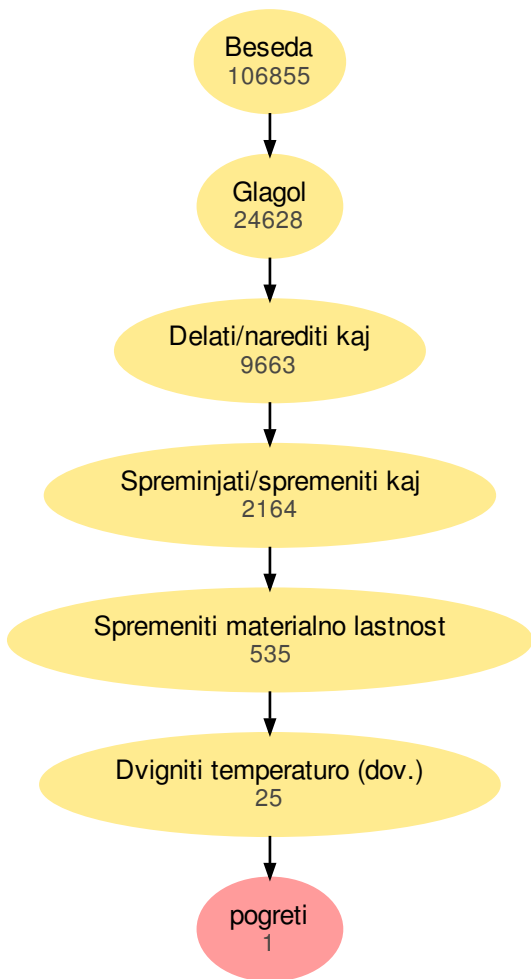 Beseda
106855
Glagol
24628
Delati/narediti kaj
9663
Spreminjati/spremeniti kaj
2164
Spremeniti materialno lastnost
535
Dvigniti temperaturo (dov.)
25
pogreti
1